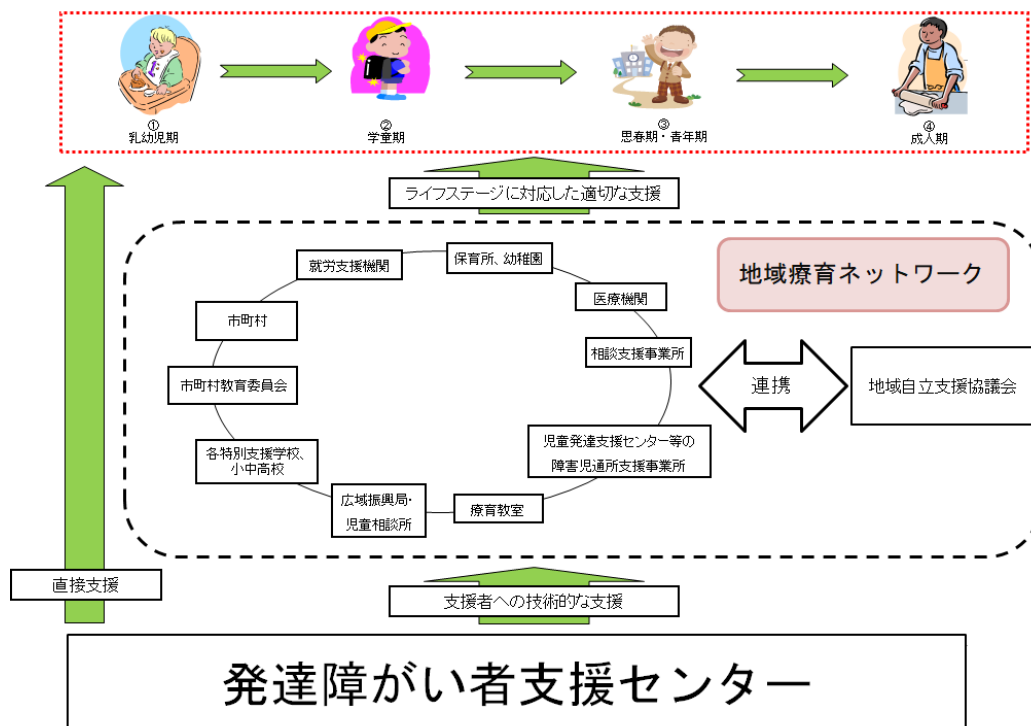 ①
乳幼児期
②
学童期
③
思春期・青年期
④
成人期
ライフステージに対応した適切な支援
地域療育ネットワーク
就労支援機関
保育所、幼稚園
医療機関
市町村
相談支援事業所
市町村教育委員会
連携
地域自立支援協議会
各特別支援学校、
小中高校
児童発達支援センター等の
障害児通所支援事業所
広域振興局・
児童相談所
療育教室
直接支援
支援者への技術的な支援
発達障がい者支援センター